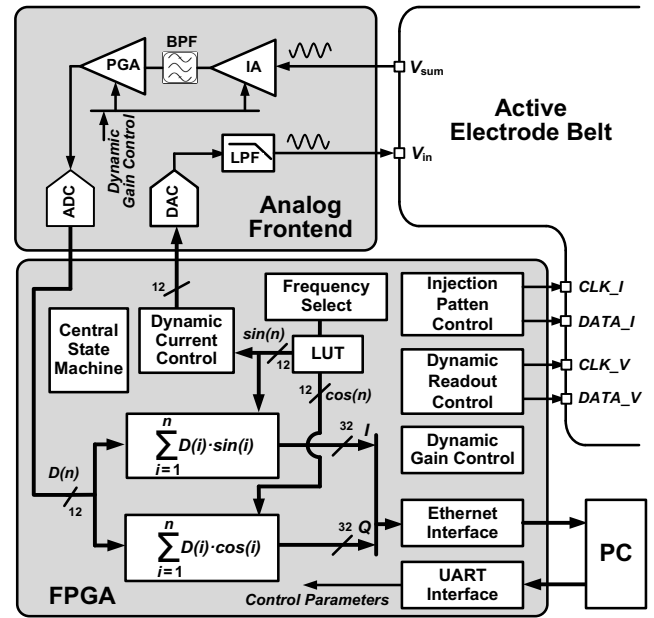 BPF
PGA
IA
V_sum
Active
Electrode Belt
Dynamic
Gain Control
LPF
V_in
ADC
DAC
Analog
Frontend
12
Frequency
Select
Injection
Patten
Control
CLK_I
DATA_I
Central
State
Machine
Dynamic
Current
Control
sin(n)
12
LUT
12
cos(n)
Dynamic
Readout
Control
CLK_V
DATA_V
n
∑ D(i)·sin(i)
i=1
32
I
Dynamic
Gain Control
D(n)
12
n
∑ D(i)·cos(i)
i=1
32
Q
Ethernet
Interface
PC
UART
Interface
Control Parameters
FPGA